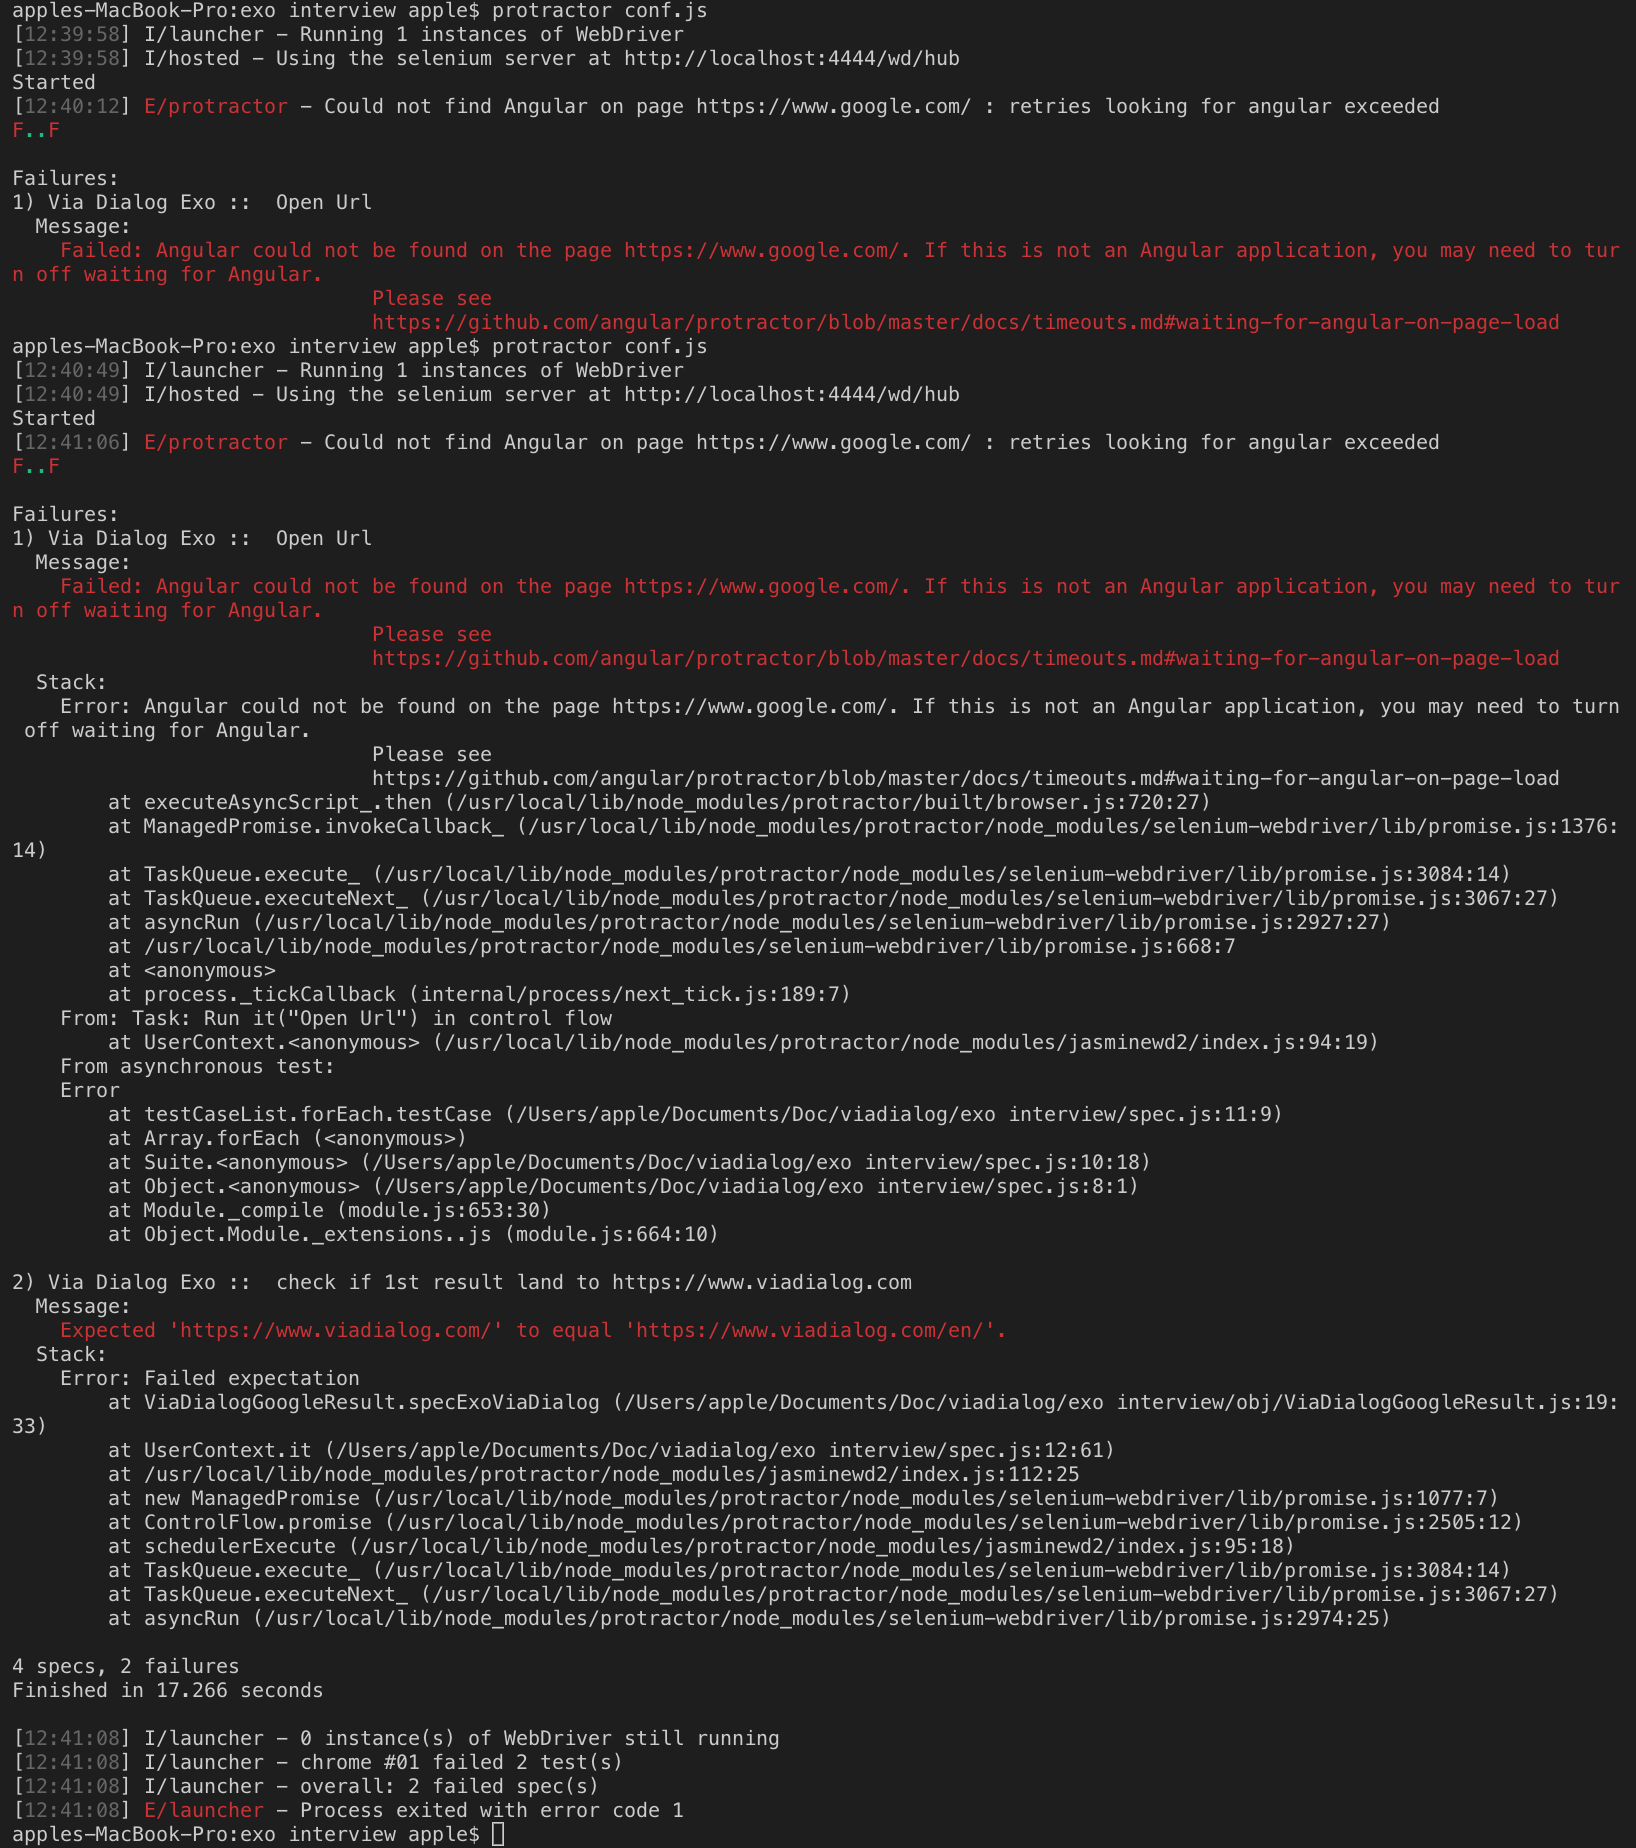 apples-MacBook-Pro:exo interview apple$ protractor conf.js
[12:39:58] I/launcher – Running 1 instances of WebDriver
[12:39:58] I/hosted – Using the selenium server at http://localhost:4444/wd/hub
Started
[12:40:12] E/protractor – Could not find Angular on page https://www.google.com/ : retries looking for angular exceeded
F..F

Failures:
1) Via Dialog Exo ::  Open Url
  Message:
    Failed: Angular could not be found on the page https://www.google.com/. If this is not an Angular application, you may need to tur
n off waiting for Angular.
                              Please see
                              https://github.com/angular/protractor/blob/master/docs/timeouts.md#waiting-for-angular-on-page-load
apples-MacBook-Pro:exo interview apple$ protractor conf.js
[12:40:49] I/launcher – Running 1 instances of WebDriver
[12:40:49] I/hosted – Using the selenium server at http://localhost:4444/wd/hub
Started
[12:41:06] E/protractor – Could not find Angular on page https://www.google.com/ : retries looking for angular exceeded
F..F

Failures:
1) Via Dialog Exo ::  Open Url
  Message:
    Failed: Angular could not be found on the page https://www.google.com/. If this is not an Angular application, you may need to tur
n off waiting for Angular.
                              Please see
                              https://github.com/angular/protractor/blob/master/docs/timeouts.md#waiting-for-angular-on-page-load
  Stack:
    Error: Angular could not be found on the page https://www.google.com/. If this is not an Angular application, you may need to turn
 off waiting for Angular.
                              Please see
                              https://github.com/angular/protractor/blob/master/docs/timeouts.md#waiting-for-angular-on-page-load
        at executeAsyncScript_.then (/usr/local/lib/node_modules/protractor/built/browser.js:720:27)
        at ManagedPromise.invokeCallback_ (/usr/local/lib/node_modules/protractor/node_modules/selenium-webdriver/lib/promise.js:1376:
14)
        at TaskQueue.execute_ (/usr/local/lib/node_modules/protractor/node_modules/selenium-webdriver/lib/promise.js:3084:14)
        at TaskQueue.executeNext_ (/usr/local/lib/node_modules/protractor/node_modules/selenium-webdriver/lib/promise.js:3067:27)
        at asyncRun (/usr/local/lib/node_modules/protractor/node_modules/selenium-webdriver/lib/promise.js:2927:27)
        at /usr/local/lib/node_modules/protractor/node_modules/selenium-webdriver/lib/promise.js:668:7
        at <anonymous>
        at process._tickCallback (internal/process/next_tick.js:189:7)
    From: Task: Run it("Open Url") in control flow
        at UserContext.<anonymous> (/usr/local/lib/node_modules/protractor/node_modules/jasminewd2/index.js:94:19)
    From asynchronous test:
    Error
        at testCaseList.forEach.testCase (/Users/apple/Documents/Doc/viadialog/exo interview/spec.js:11:9)
        at Array.forEach (<anonymous>)
        at Suite.<anonymous> (/Users/apple/Documents/Doc/viadialog/exo interview/spec.js:10:18)
        at Object.<anonymous> (/Users/apple/Documents/Doc/viadialog/exo interview/spec.js:8:1)
        at Module._compile (module.js:653:30)
        at Object.Module._extensions..js (module.js:664:10)

2) Via Dialog Exo ::  check if 1st result land to https://www.viadialog.com
  Message:
    Expected 'https://www.viadialog.com/' to equal 'https://www.viadialog.com/en/'.
  Stack:
    Error: Failed expectation
        at ViaDialogGoogleResult.specExoViaDialog (/Users/apple/Documents/Doc/viadialog/exo interview/obj/ViaDialogGoogleResult.js:19:
33)
        at UserContext.it (/Users/apple/Documents/Doc/viadialog/exo interview/spec.js:12:61)
        at /usr/local/lib/node_modules/protractor/node_modules/jasminewd2/index.js:112:25
        at new ManagedPromise (/usr/local/lib/node_modules/protractor/node_modules/selenium-webdriver/lib/promise.js:1077:7)
        at ControlFlow.promise (/usr/local/lib/node_modules/protractor/node_modules/selenium-webdriver/lib/promise.js:2505:12)
        at schedulerExecute (/usr/local/lib/node_modules/protractor/node_modules/jasminewd2/index.js:95:18)
        at TaskQueue.execute_ (/usr/local/lib/node_modules/protractor/node_modules/selenium-webdriver/lib/promise.js:3084:14)
        at TaskQueue.executeNext_ (/usr/local/lib/node_modules/protractor/node_modules/selenium-webdriver/lib/promise.js:3067:27)
        at asyncRun (/usr/local/lib/node_modules/protractor/node_modules/selenium-webdriver/lib/promise.js:2974:25)

4 specs, 2 failures
Finished in 17.266 seconds

[12:41:08] I/launcher – 0 instance(s) of WebDriver still running
[12:41:08] I/launcher – chrome #01 failed 2 test(s)
[12:41:08] I/launcher – overall: 2 failed spec(s)
[12:41:08] E/launcher – Process exited with error code 1
apples-MacBook-Pro:exo interview apple$